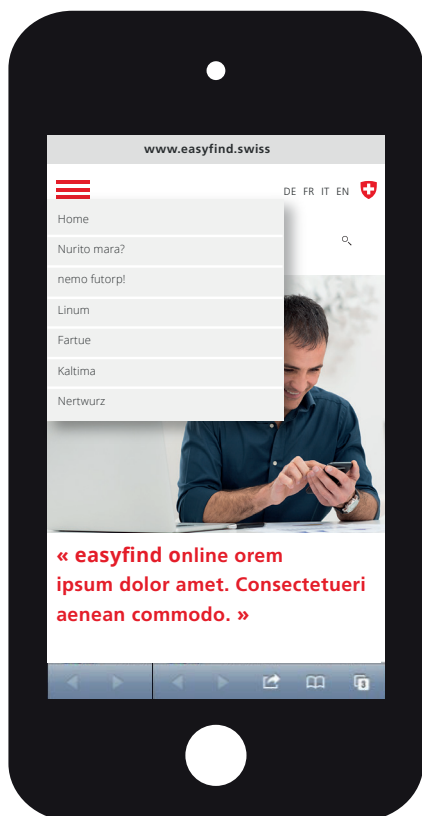 www.easyfind.swiss
DE FR IT EN
Home
Nurito mara?
nemo futorp!
Linum
Fartue
Kaltima
Nertwurz
« easyfind online orem
ipsum dolor amet. Consectetueri
aenean commodo. »
3